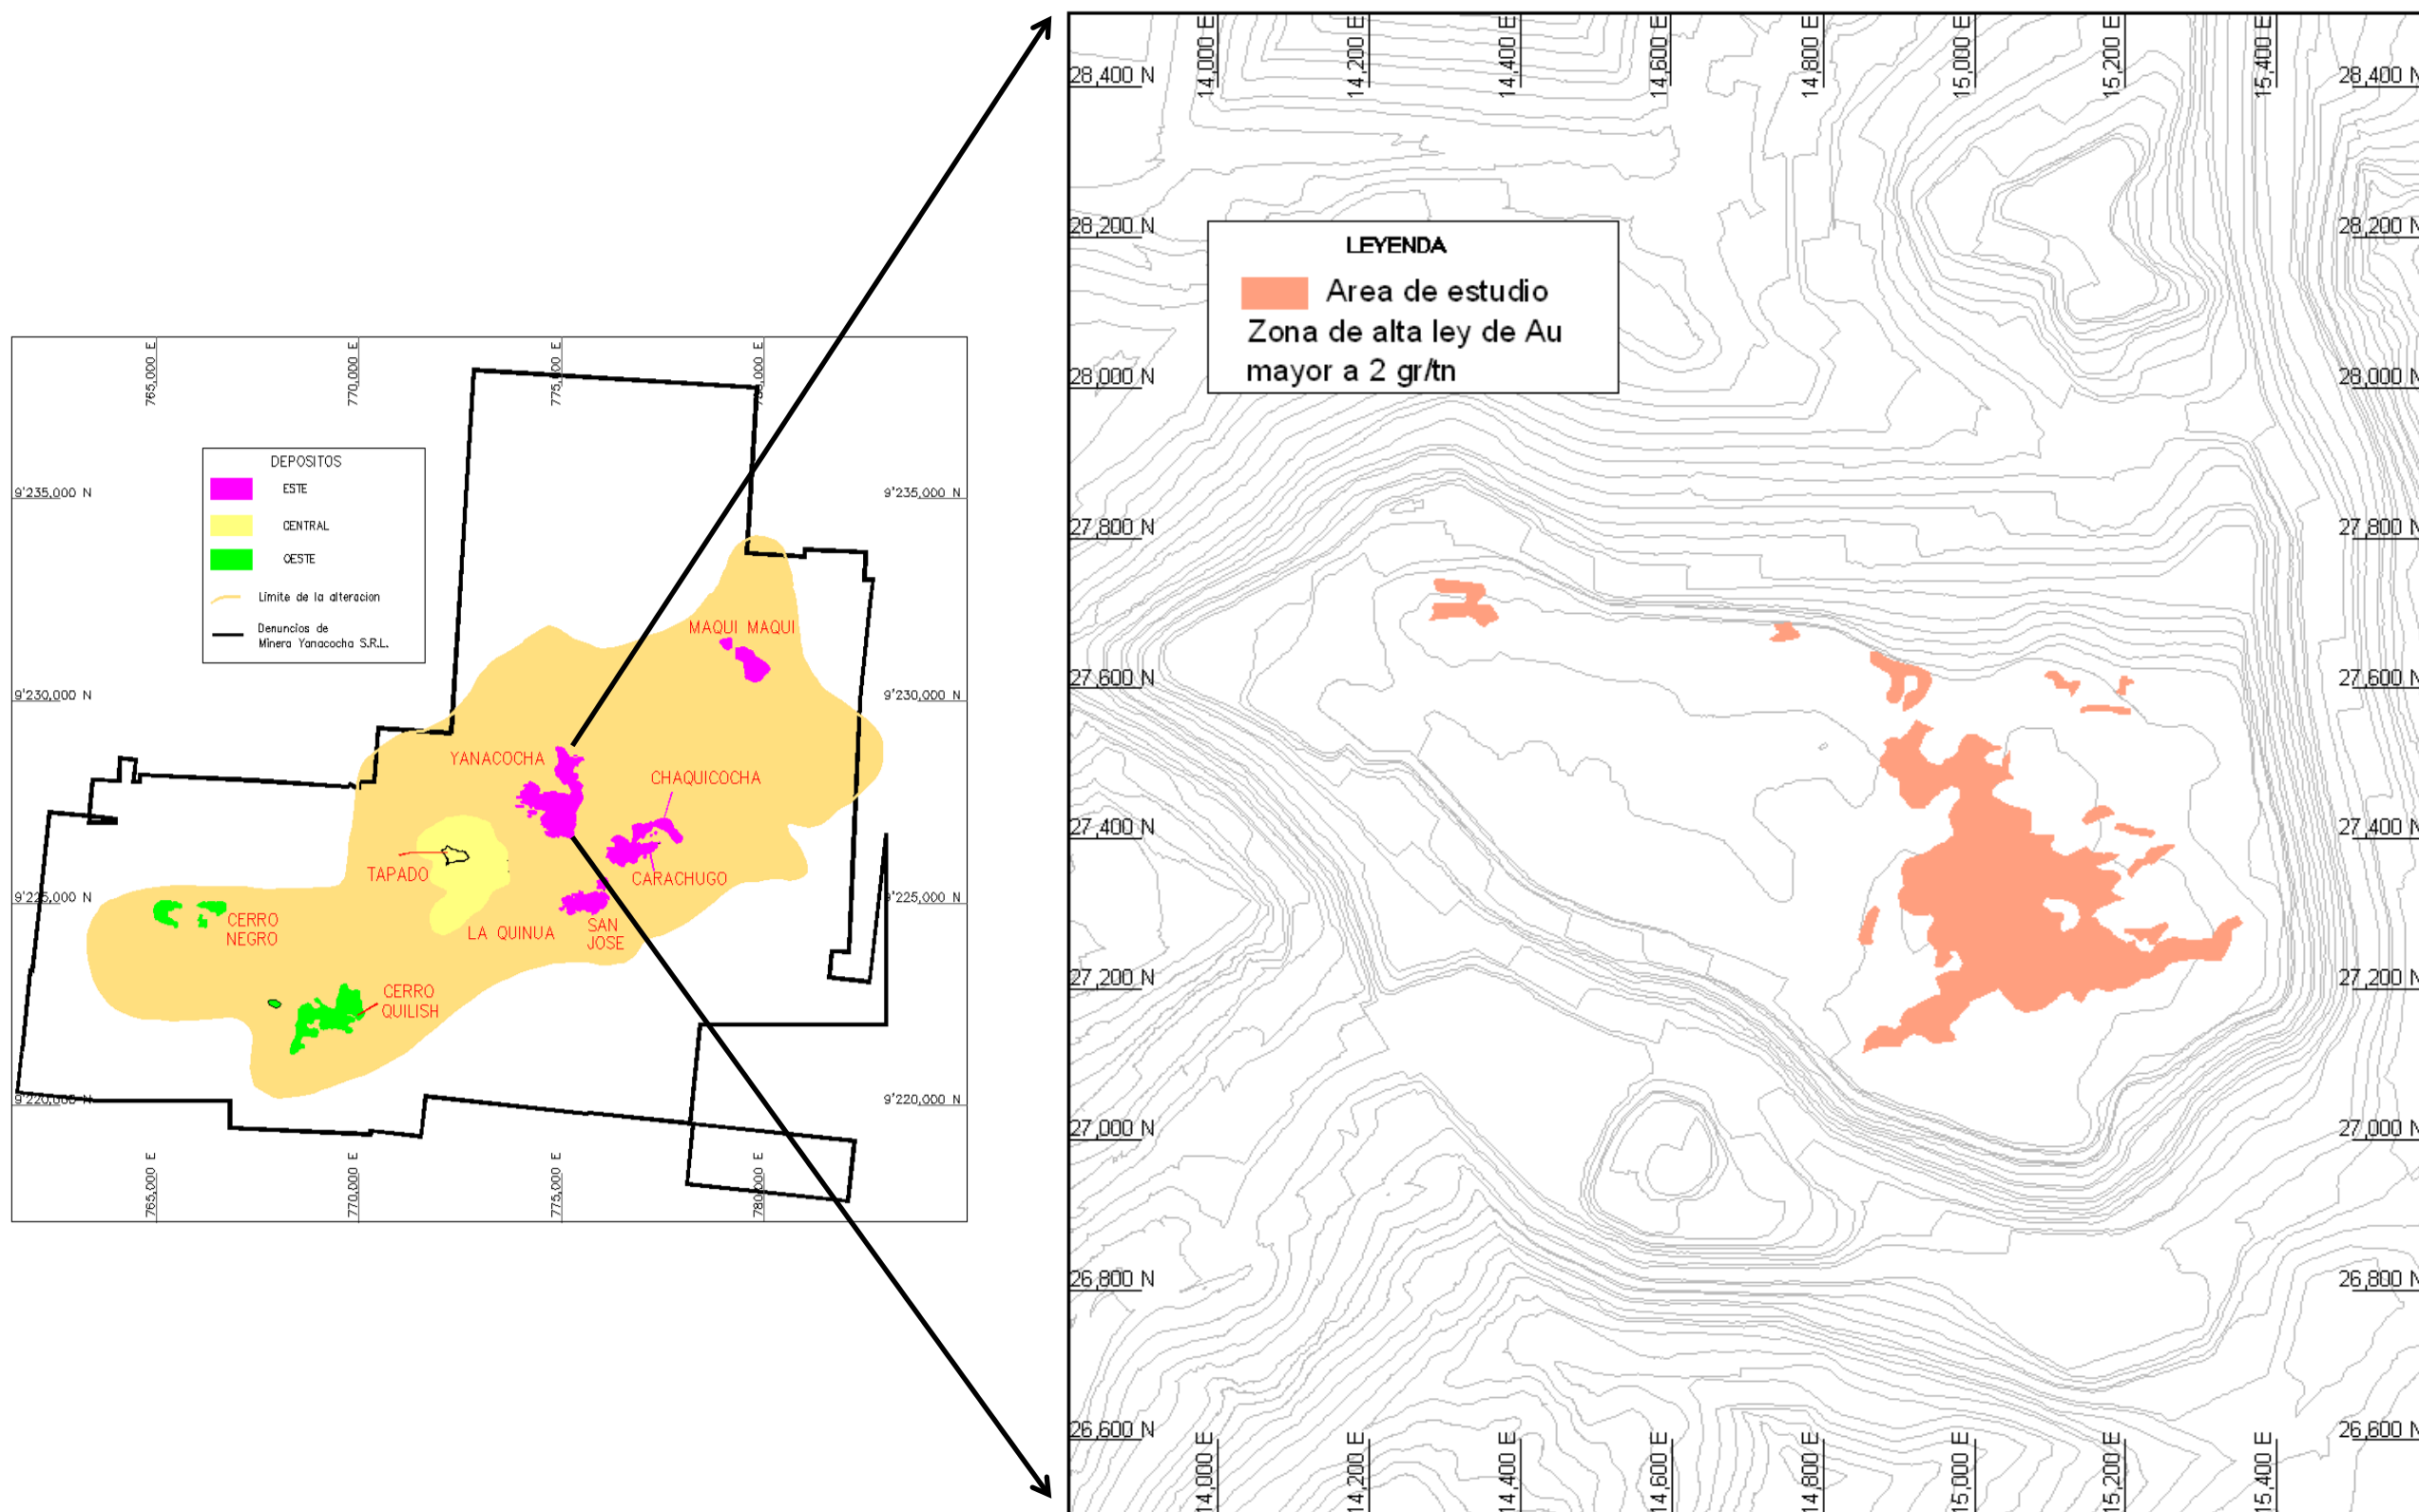 765,000 E
770,000 E
775,000 E
780,000 E
DEPOSITOS
ESTE
CENTRAL
OESTE
Límite de la alteracion
Denuncios de
Minera Yanacocha S.R.L.
9'235,000 N
9'235,000 N
MAQUI MAQUI
9'230,000 N
9'230,000 N
YANACOCHA
CHAQUICOCHA
TAPADO
CARACHUGO
9'225,000 N
9'225,000 N
CERRO
NEGRO
LA QUINUA
SAN
JOSE
CERRO
QUILISH
9'220,000 N
9'220,000 N
765,000 E
770,000 E
775,000 E
780,000 E
14,000 E
14,200 E
14,400 E
14,600 E
14,800 E
15,000 E
15,200 E
15,400 E
28,400 N
28,400 N
28,200 N
28,200 N
LEYENDA
Area de estudio
Zona de alta ley de Au
mayor a 2 gr/tn
28,000 N
28,000 N
27,800 N
27,800 N
27,600 N
27,600 N
27,400 N
27,400 N
27,200 N
27,200 N
27,000 N
27,000 N
26,800 N
26,800 N
26,600 N
26,600 N
14,000 E
14,200 E
14,400 E
14,600 E
14,800 E
15,000 E
15,200 E
15,400 E